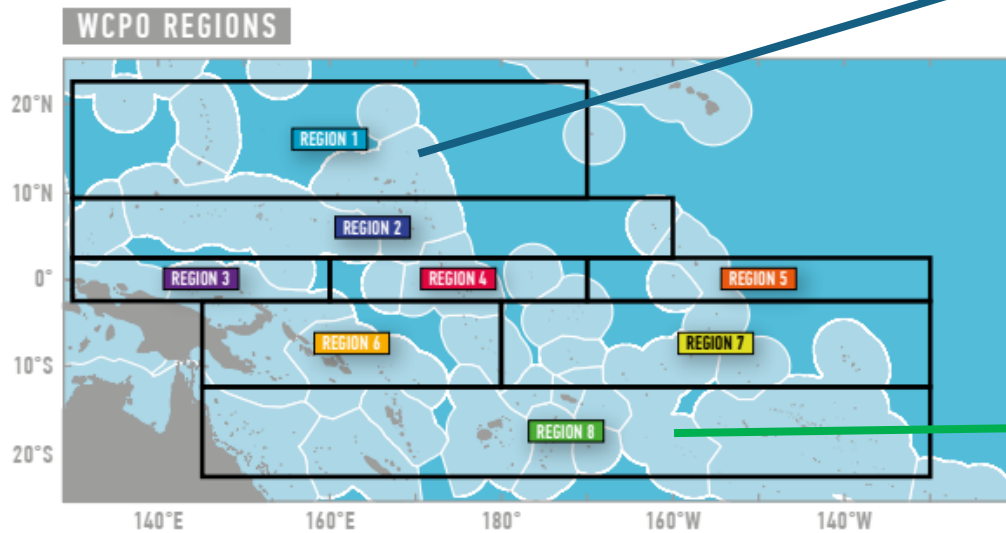 WCPO REGIONS
20°N
REGION 1
10°N
REGION 2
0°
REGION 3
REGION 4
REGION 5
REGION 6
REGION 7
10°S
REGION 8
20°S
140°E 160°E 180° 160°W 140°W